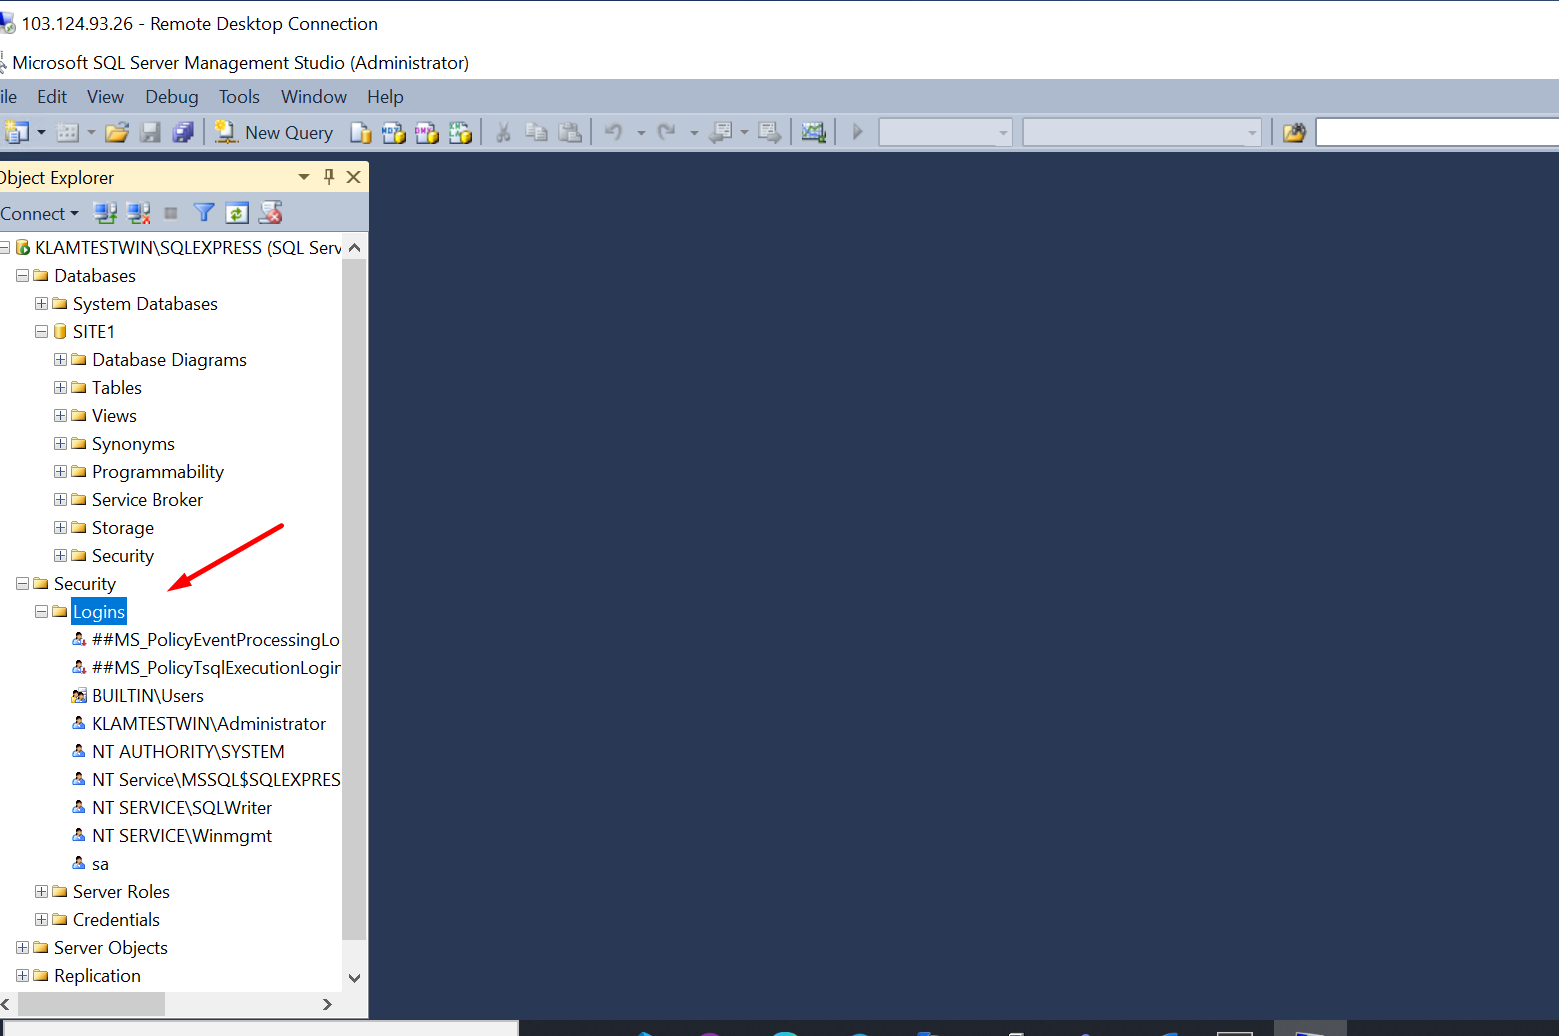 103.124.93.26 - Remote Desktop Connection
Microsoft SQL Server Management Studio (Administrator)
ile Edit View Debug Tools Window Help
New Query
Object Explorer
Connect
KLAMTESTWIN\SQLEXPRESS (SQL Serv
Databases
System Databases
SITE1
Database Diagrams
Tables
Views
Synonyms
Programmability
Service Broker
Storage
Security
Security
Logins
##MS_PolicyEventProcessingLo
##MS_PolicyTsqlExecutionLogin
BUILTIN\Users
KLAMTESTWIN\Administrator
NT AUTHORITY\SYSTEM
NT Service\MSSQL$SQLEXPRES
NT SERVICE\SQLWriter
NT SERVICE\Winmgmt
sa
Server Roles
Credentials
Server Objects
Replication